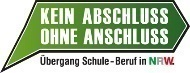 KEIN ABSCHLUSS
OHNE ANSCHLUSS
Übergang Schule - Beruf in NRW.